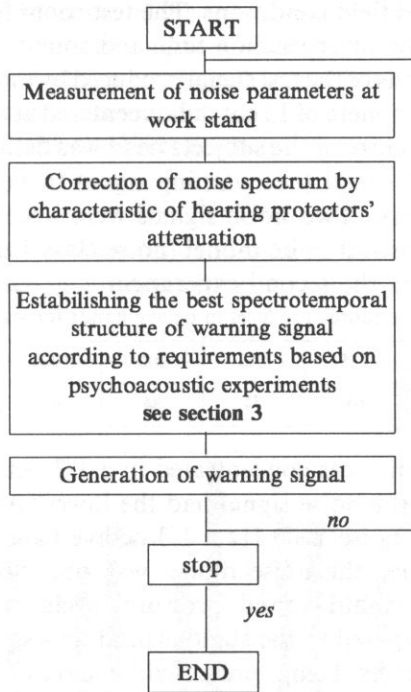 START
Measurement of noise parameters at
work stand
Correction of noise spectrum by
characteristic of hearing protectors'
attenuation
Estabilishing the best spectrotemporal
structure of warning signal
according to requirements based on
psychoacoustic experiments
see section 3
Generation of warning signal
no
stop
yes
END